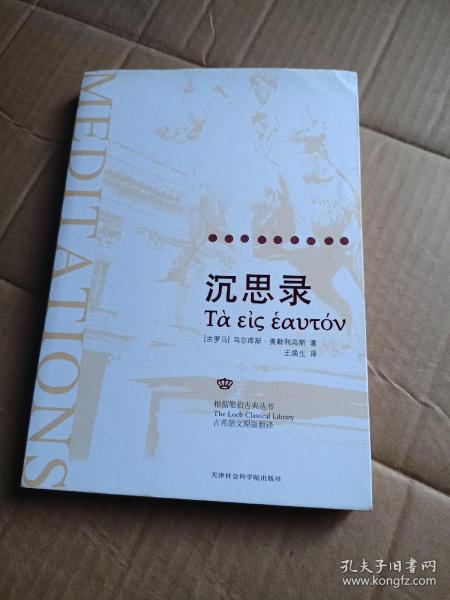 MEDITATIONS
沉思录
Τὰ εἰς ἑαυτόν
[古罗马] 马尔库斯·奥勒利乌斯 著
王焕生 译
根据勒伯古典丛书
The Loeb Classical Library
古希腊文原版翻译
天津社会科学院出版社
孔夫子旧书网
www.kongfz.com